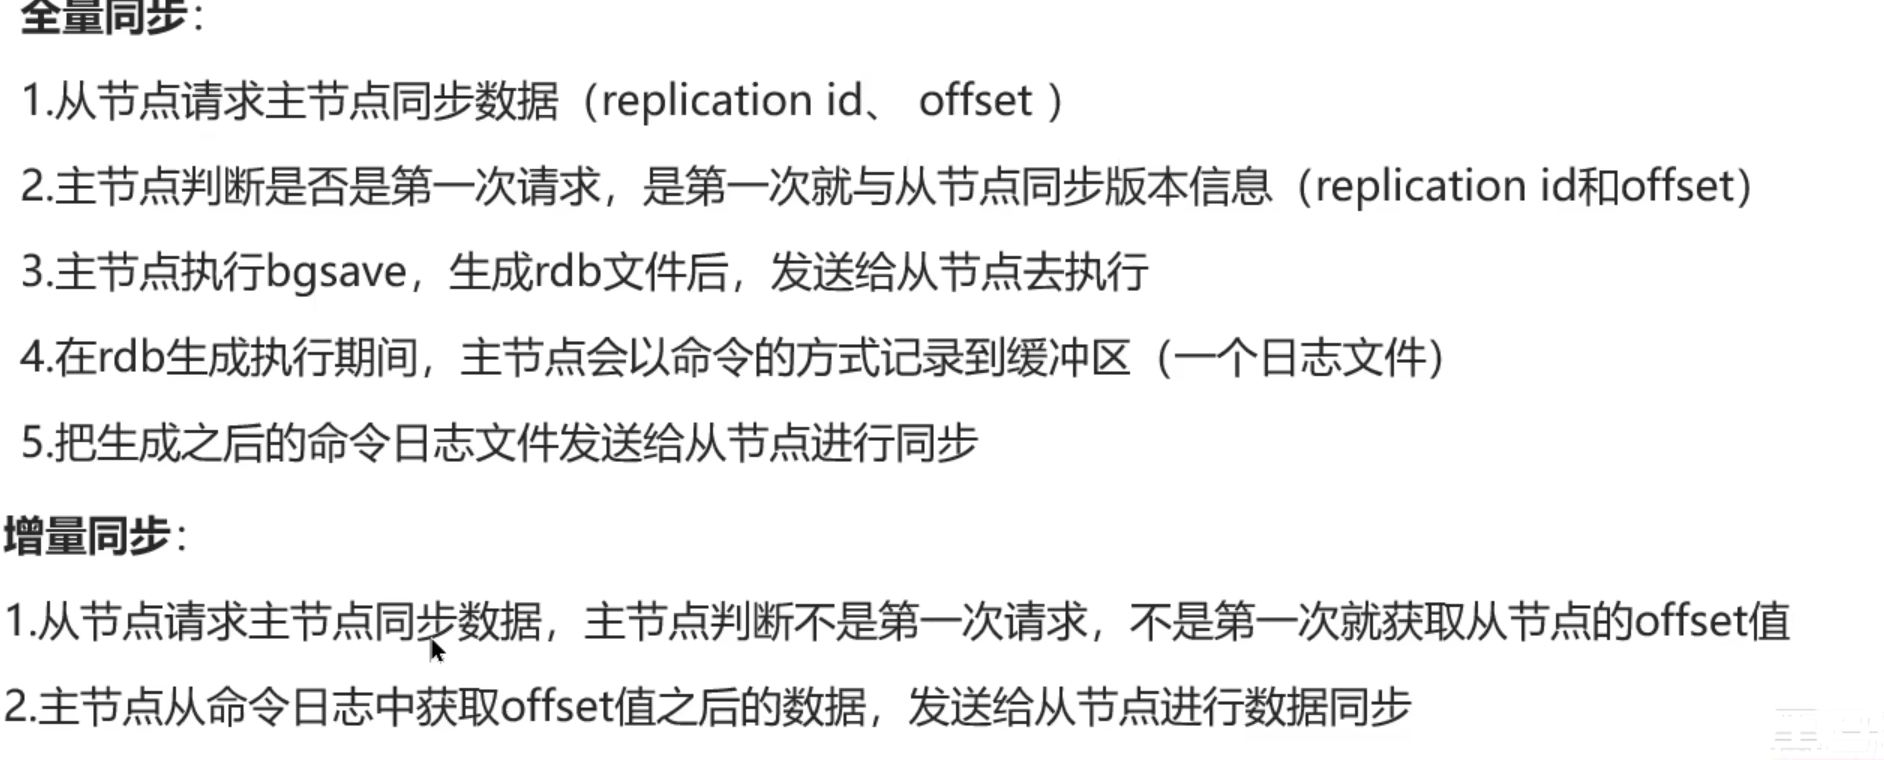 全量同步：
1.从节点请求主节点同步数据（replication id、 offset ）
2.主节点判断是否是第一次请求，是第一次就与从节点同步版本信息（replication id和offset）
3.主节点执行bgsave，生成rdb文件后，发送给从节点去执行
4.在rdb生成执行期间，主节点会以命令的方式记录到缓冲区（一个日志文件）
5.把生成之后的命令日志文件发送给从节点进行同步
增量同步：
1.从节点请求主节点同步数据，主节点判断不是第一次请求，不是第一次就获取从节点的offset值
2.主节点从命令日志中获取offset值之后的数据，发送给从节点进行数据同步